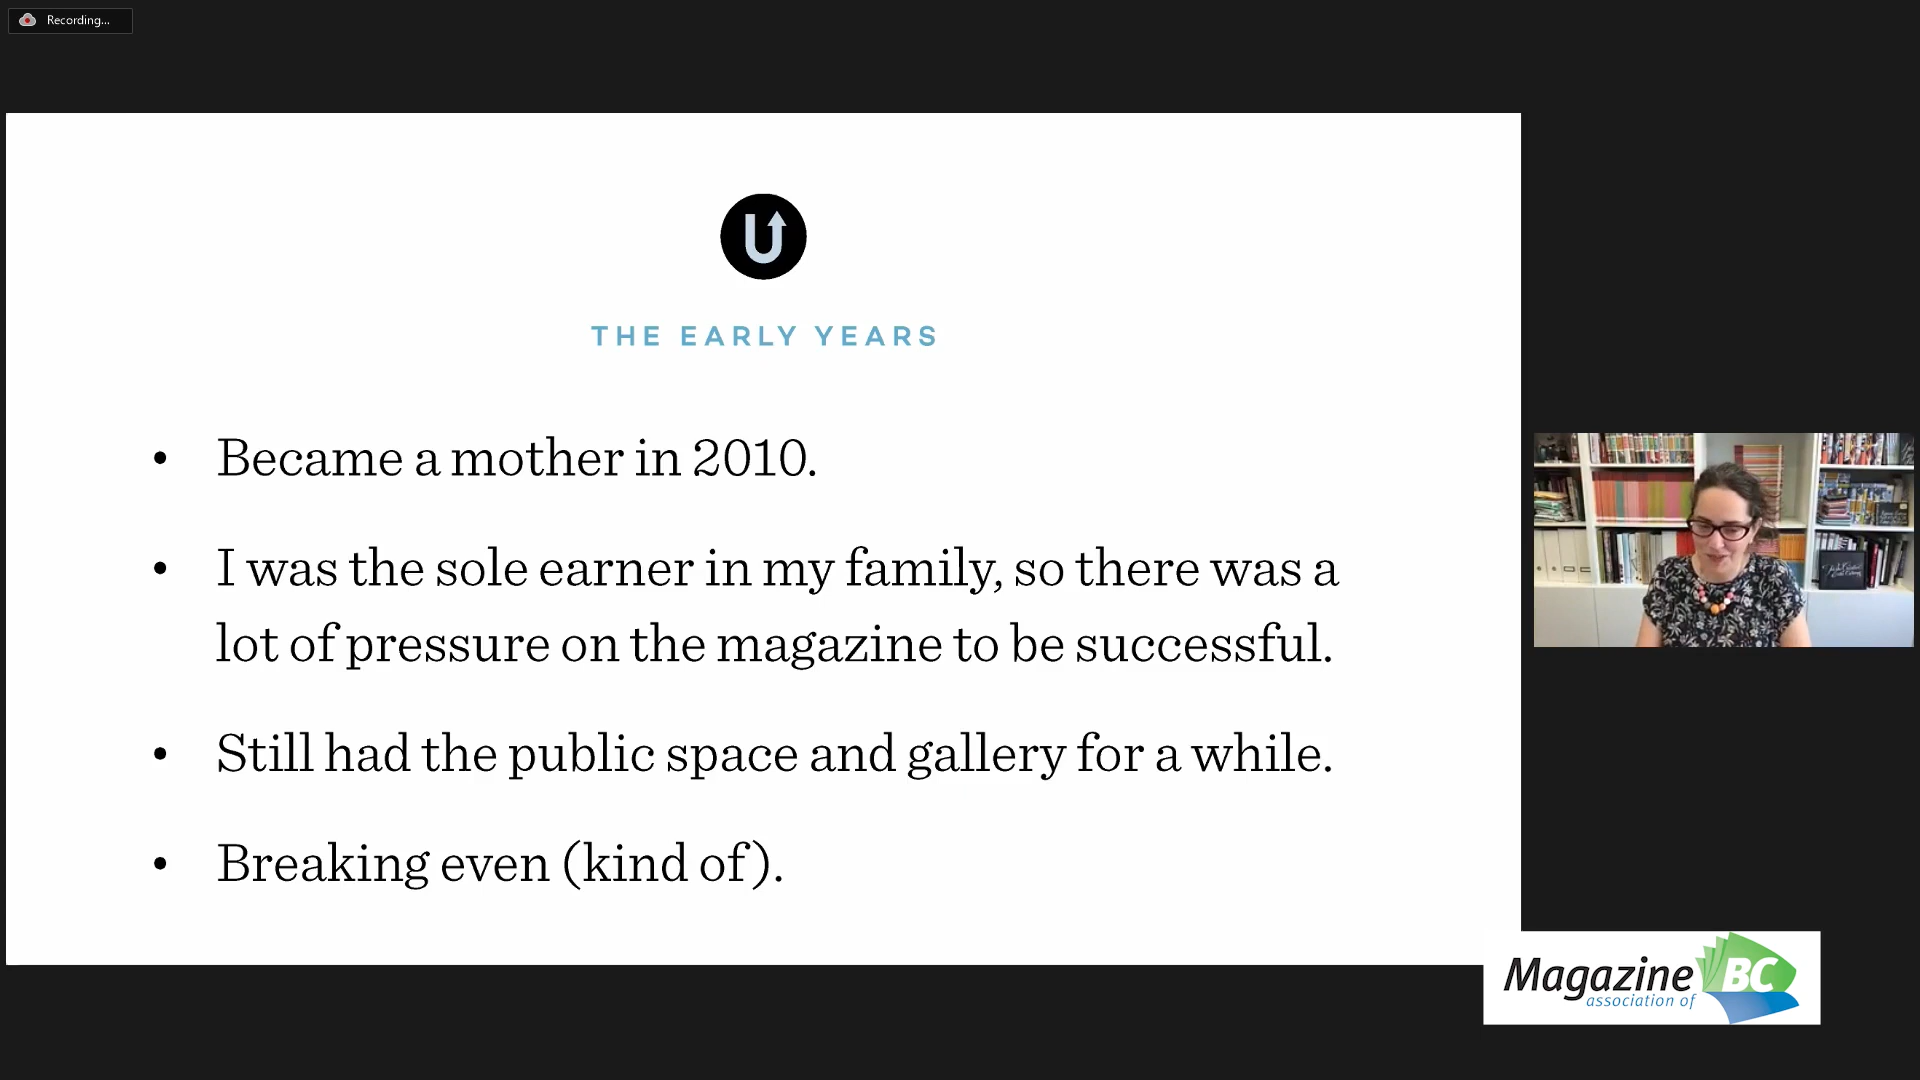 Recording...
THE EARLY YEARS
• Became a mother in 2010.
• I was the sole earner in my family, so there was a
lot of pressure on the magazine to be successful.
• Still had the public space and gallery for a while.
• Breaking even (kind of).
Magazine BC
association of